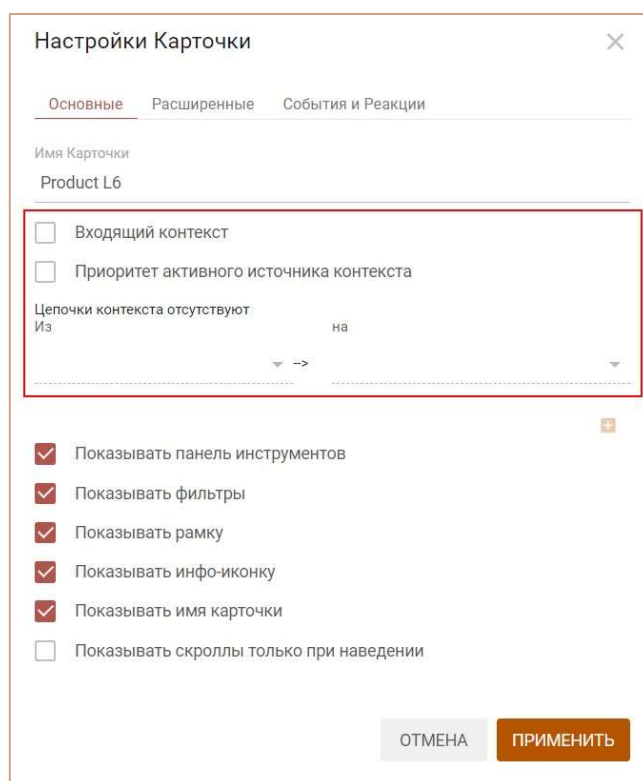 Настройки Карточки
Основные Расширенные События и Реакции
Имя Карточки
Product L6
Входящий контекст
Приоритет активного источника контекста
Цепочки контекста отсутствуют
Из на
-->
Показывать панель инструментов
Показывать фильтры
Показывать рамку
Показывать инфо-иконку
Показывать имя карточки
Показывать скроллы только при наведении
ОТМЕНА ПРИМЕНИТЬ